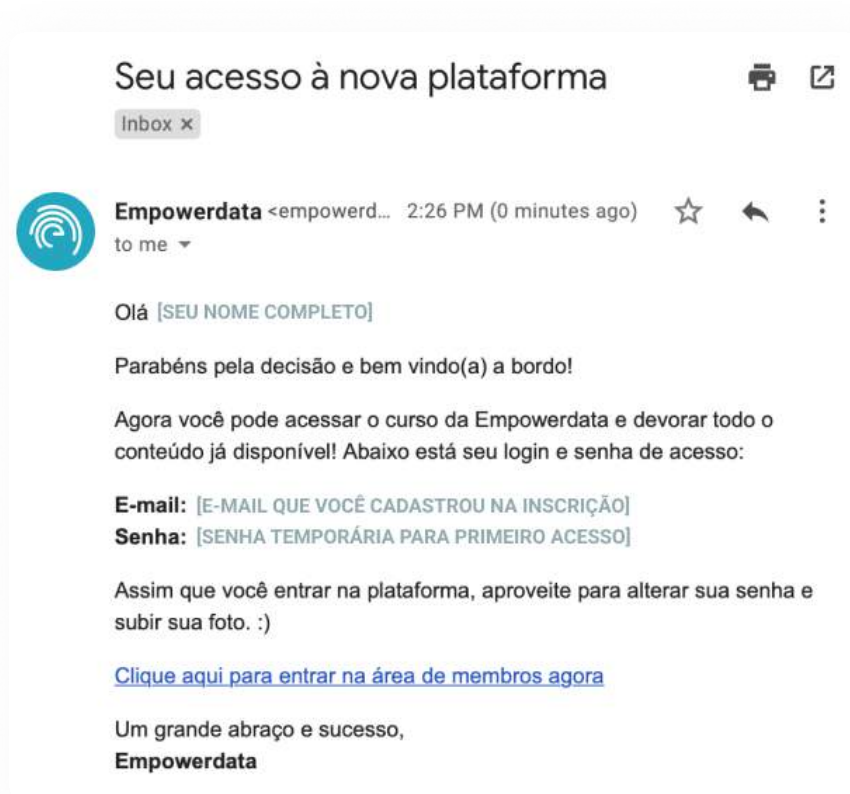 Seu acesso à nova plataforma
Inbox ×
Empowerdata <empowerd... 2:26 PM (0 minutes ago)
to me
Olá [SEU NOME COMPLETO]
Parabéns pela decisão e bem vindo(a) a bordo!
Agora você pode acessar o curso da Empowerdata e devorar todo o
conteúdo já disponível! Abaixo está seu login e senha de acesso:
E-mail: [E-MAIL QUE VOCÊ CADASTROU NA INSCRIÇÃO]
Senha: [SENHA TEMPORÁRIA PARA PRIMEIRO ACESSO]
Assim que você entrar na plataforma, aproveite para alterar sua senha e
subir sua foto. :)
Clique aqui para entrar na área de membros agora
Um grande abraço e sucesso,
Empowerdata